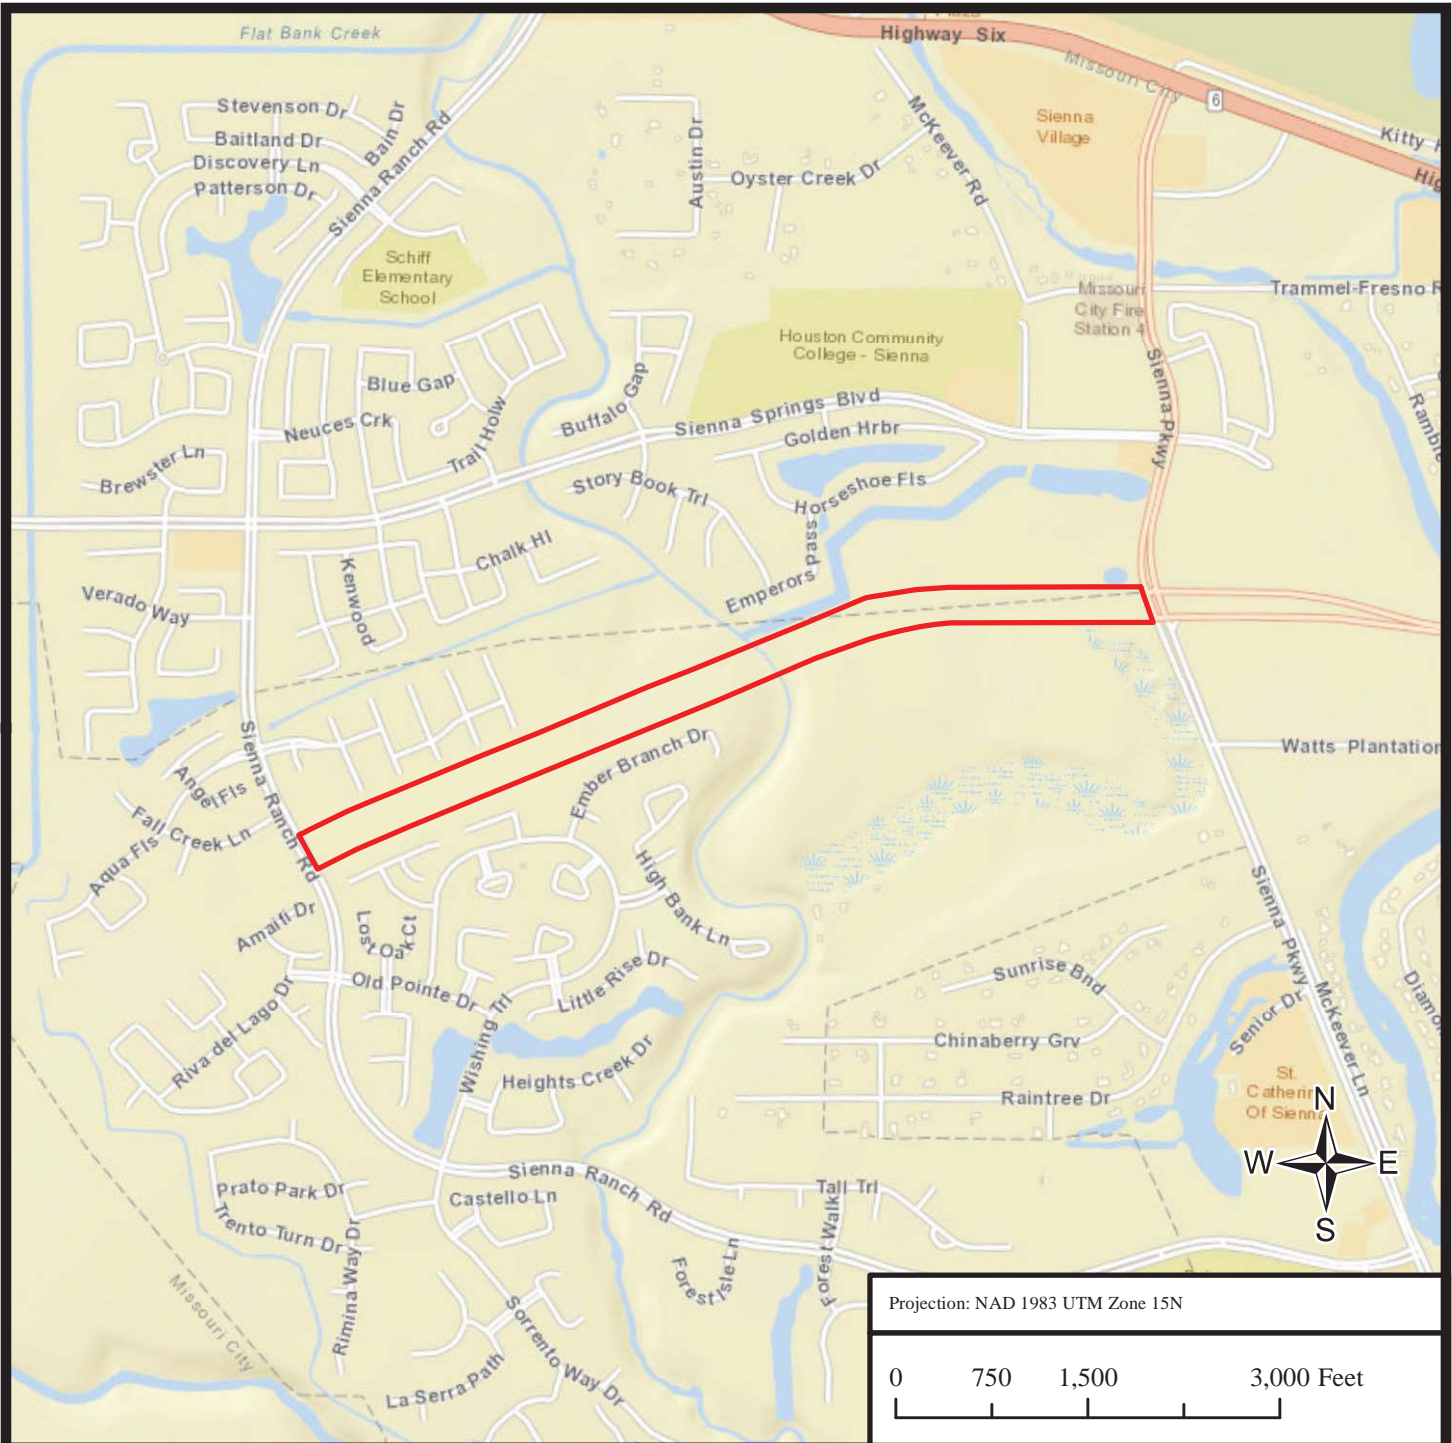 Flat Bank Creek
Highway Six
Missouri City
6
Kitty
Stevenson Dr
Bain Dr
Baitland Dr
Discovery Ln
Patterson Dr
Sienna Ranch Rd
Austin Dr
Oyster Creek Dr
McKeever Rd
Sienna
Village
Schiff
Elementary
School
Missouri
City Fire
Station 4
Trammel-Fresno R
Houston Community
College - Sienna
Sienna Pkwy
Ramble
Blue Gap
Neuces Crk
Trail Holw
Buffalo Gap
Sienna Springs Blvd
Golden Hrbr
Brewster Ln
Story Book Trl
Horseshoe Fls
Chalk Hl
Kenwood
Emperors Pass
Verado Way
Sienna Ranch Rd
Ember Branch Dr
Watts Plantation
Angel Fls
Fall Creek Ln
Aqua Fls
High Bank Ln
Amalfi Dr
Lost Oak Ct
Old Pointe Dr
Little Rise Dr
Riva del Lago Dr
Wishing Trl
Heights Creek Dr
Sunrise Bnd
Chinaberry Grv
Raintree Dr
Sienna Pkwy
McKeever Ln
Senior Dr
Diamon
St.
Catherin
Of Sienna
N
W E
S
Prato Park Dr
Trento Turn Dr
Rimina Way Dr
Castello Ln
Sienna Ranch Rd
Tall Trl
Forest Walk
Forest Isle Ln
Missouri City
Sorrento Way Dr
La Serra Path
Projection: NAD 1983 UTM Zone 15N
0 750 1,500 3,000 Feet